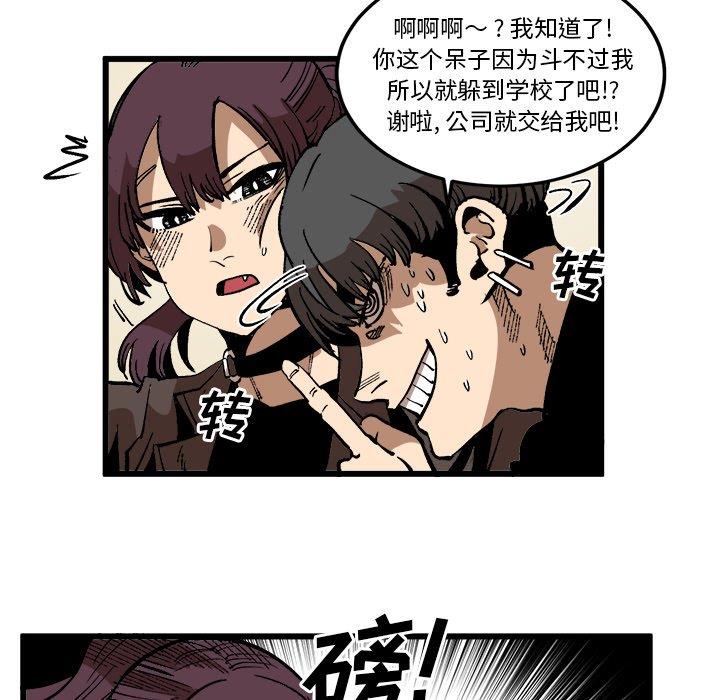 啊啊啊～？我知道了!
你这个呆子因为斗不过我
所以就躲到学校了吧!?
谢啦, 公司就交给我吧!
转
转
磅!